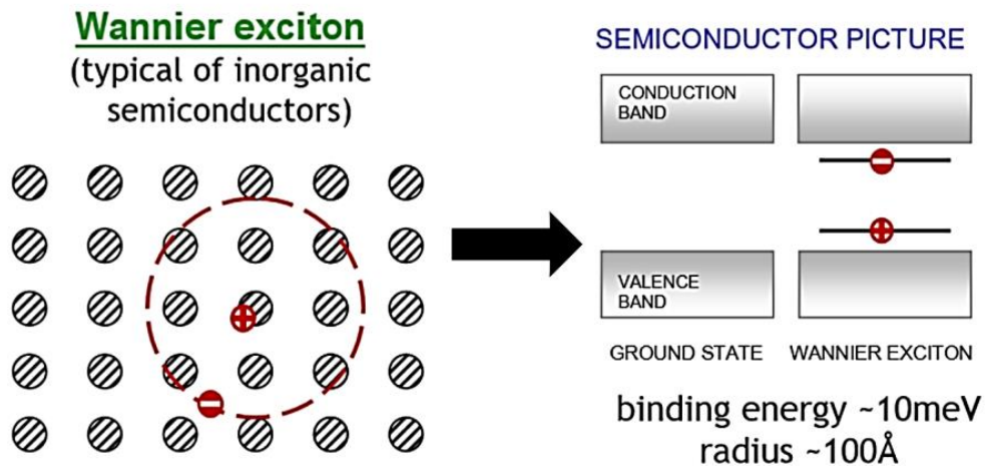 Wannier exciton
(typical of inorganic
semiconductors)
SEMICONDUCTOR PICTURE
CONDUCTION
BAND
VALENCE
BAND
GROUND STATE
WANNIER EXCITON
binding energy ~10meV
radius ~100Å